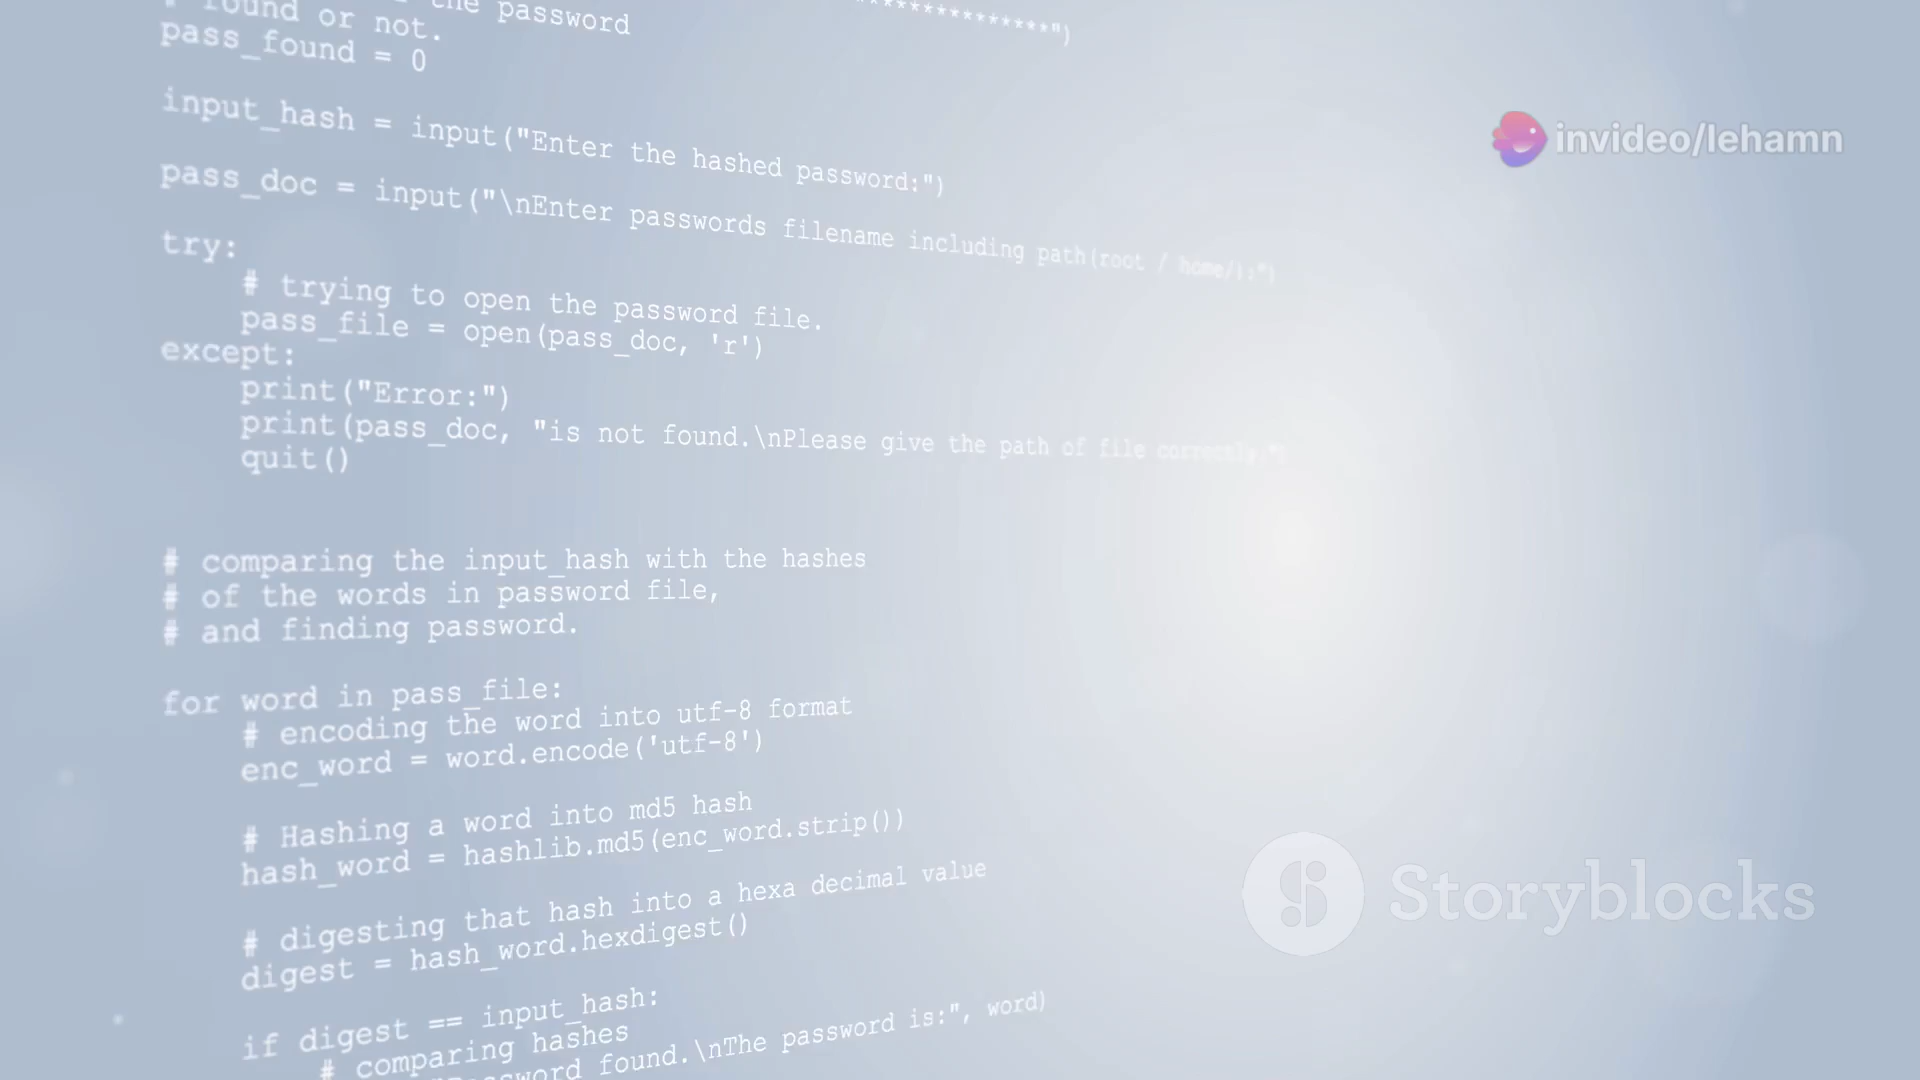 the password
# found or not.
pass_found = 0
**************")
input_hash = input("Enter the hashed password:")
pass_doc = input("\nEnter passwords filename including path(root / home/):")
try:
# trying to open the password file.
pass_file = open(pass_doc, 'r')
except:
print("Error:")
print(pass_doc, "is not found.\nPlease give the path of file correctly:")
quit()
# comparing the input_hash with the hashes
# of the words in password file,
# and finding password.
for word in pass_file:
# encoding the word into utf-8 format
enc_word = word.encode('utf-8')
# Hashing a word into md5 hash
hash_word = hashlib.md5(enc_word.strip())
# digesting that hash into a hexa decimal value
digest = hash_word.hexdigest()
if digest == input_hash:
# comparing hashes
found.\nThe password is:", word)
invideo/lehamn
Storyblocks